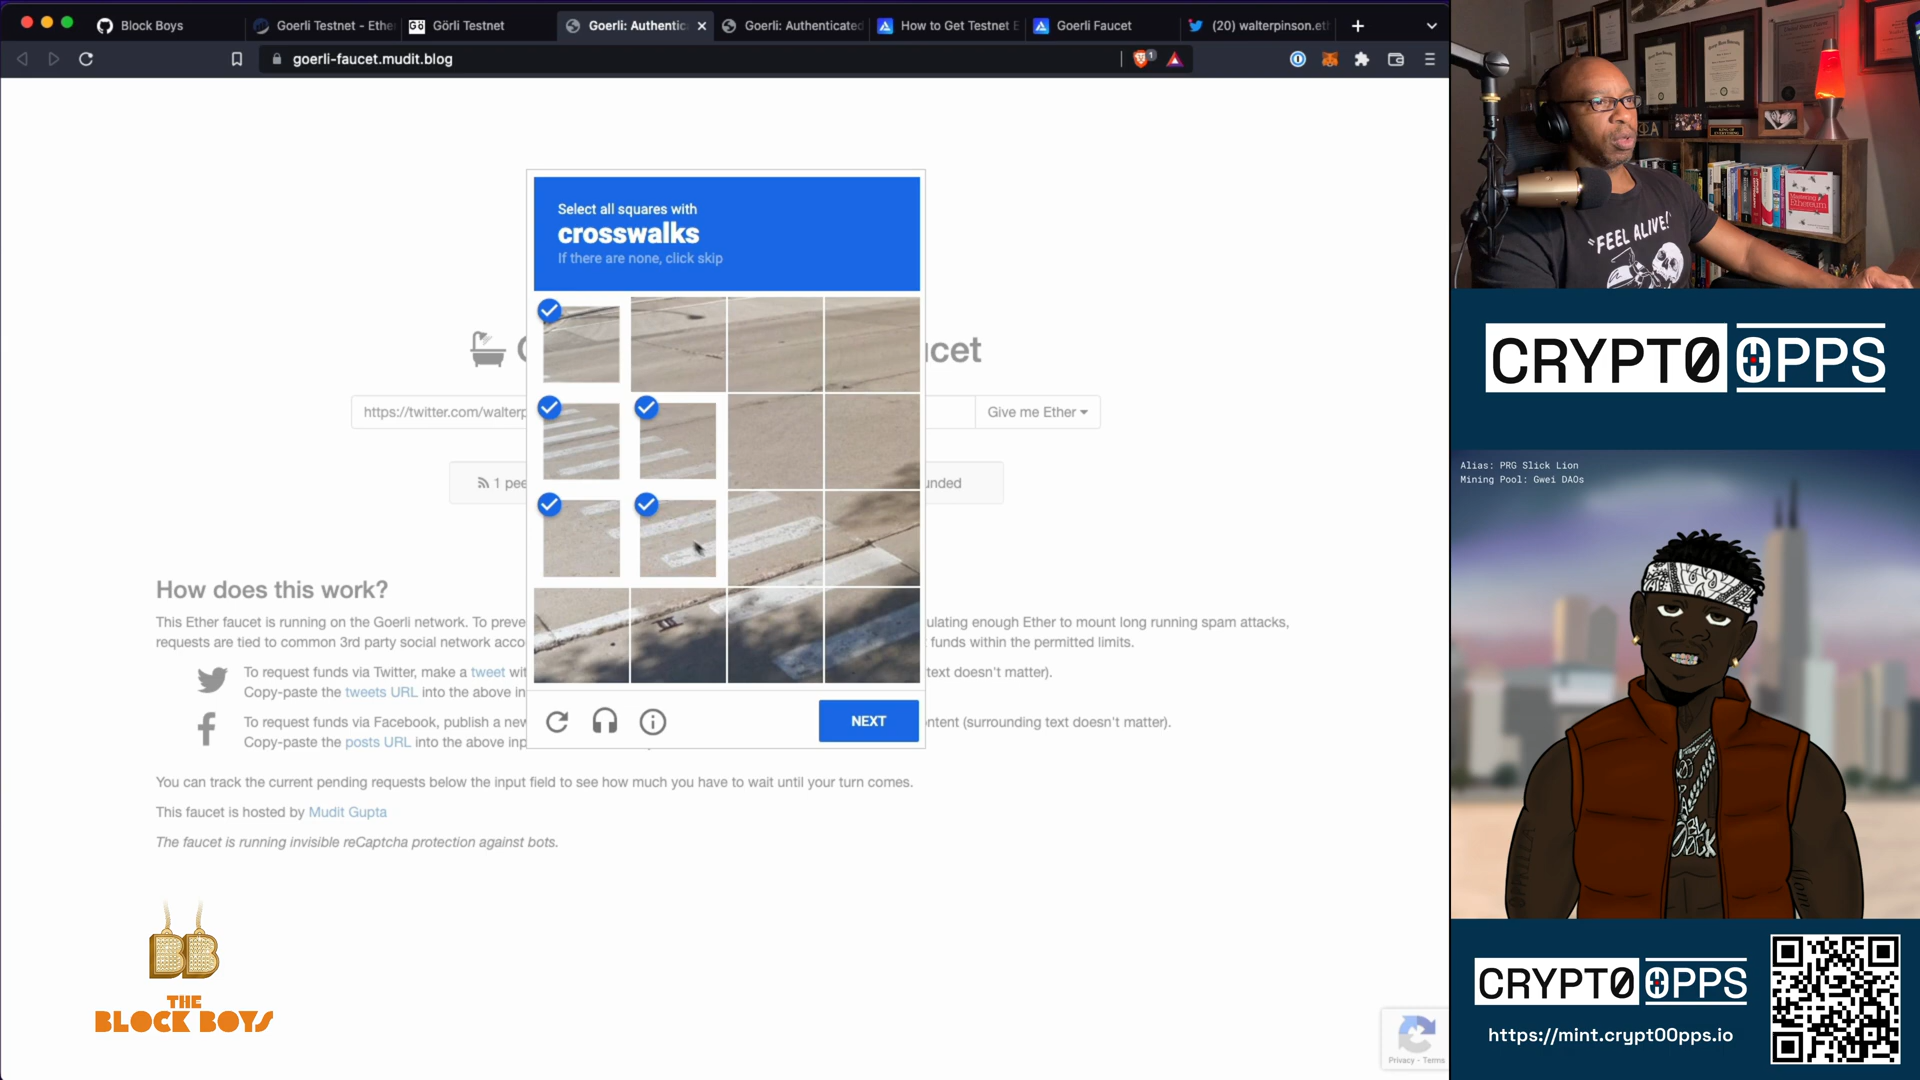 Block Boys
Goerli Testnet - Ethe
Gö Görli Testnet
Goerli: Authentic
Goerli: Authenticated
How to Get Testnet E
Goerli Faucet
(20) walterpinson.eth
goerli-faucet.mudit.blog
1
Select all squares with
crosswalks
If there are none, click skip
cet
https://twitter.com/walterp
Give me Ether
1 pee
unded
NEXT
How does this work?
This Ether faucet is running on the Goerli network. To preve
ulating enough Ether to mount long running spam attacks,
requests are tied to common 3rd party social network acco
funds within the permitted limits.
To request funds via Twitter, make a tweet wit
text doesn't matter).
Copy-paste the tweets URL into the above in
To request funds via Facebook, publish a new
ntent (surrounding text doesn't matter).
Copy-paste the posts URL into the above inp
You can track the current pending requests below the input field to see how much you have to wait until your turn comes.
This faucet is hosted by Mudit Gupta
The faucet is running invisible reCaptcha protection against bots.
BB
THE
BLOCK BOYS
Privacy - Terms
"FEEL ALIVE!"
Ethereum
CRYPT0 0PPS
Alias: PRG Slick Lion
Mining Pool: Gwei DAOs
CRYPT0 0PPS
https://mint.crypt00pps.io